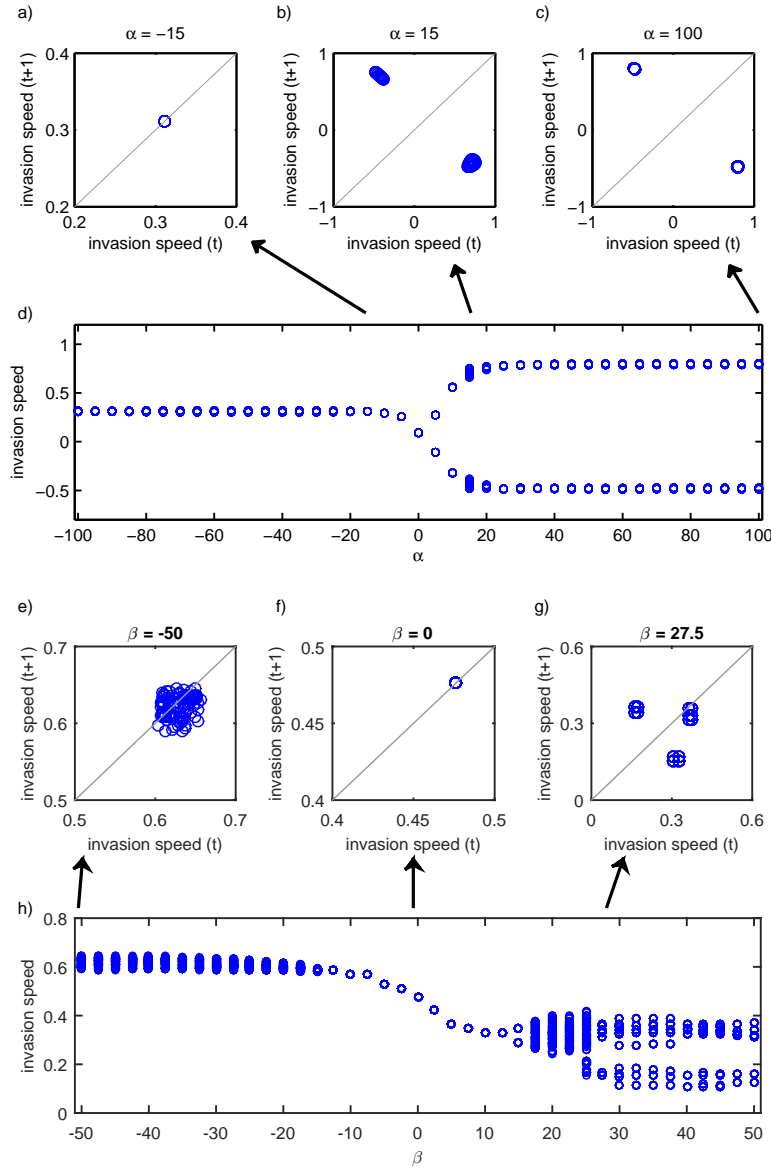 a)
b)
c)
α = −15
α = 15
α = 100
invasion speed (t+1)
0.4
0.3
0.2
0.2
0.3
0.4
invasion speed (t)
invasion speed (t+1)
1
0
−1
−1
0
1
invasion speed (t)
invasion speed (t+1)
1
0
−1
−1
0
1
invasion speed (t)
d)
invasion speed
1
0.5
0
−0.5
−100
−80
−60
−40
−20
0
20
40
60
80
100
α
e)
f)
g)
β = -50
β = 0
β = 27.5
invasion speed (t+1)
0.7
0.6
0.5
0.5
0.6
0.7
invasion speed (t)
invasion speed (t+1)
0.5
0.45
0.4
0.4
0.45
0.5
invasion speed (t)
invasion speed (t+1)
0.6
0.3
0
0
0.3
0.6
invasion speed (t)
h)
invasion speed
0.8
0.6
0.4
0.2
0
-50
-40
-30
-20
-10
0
10
20
30
40
50
β